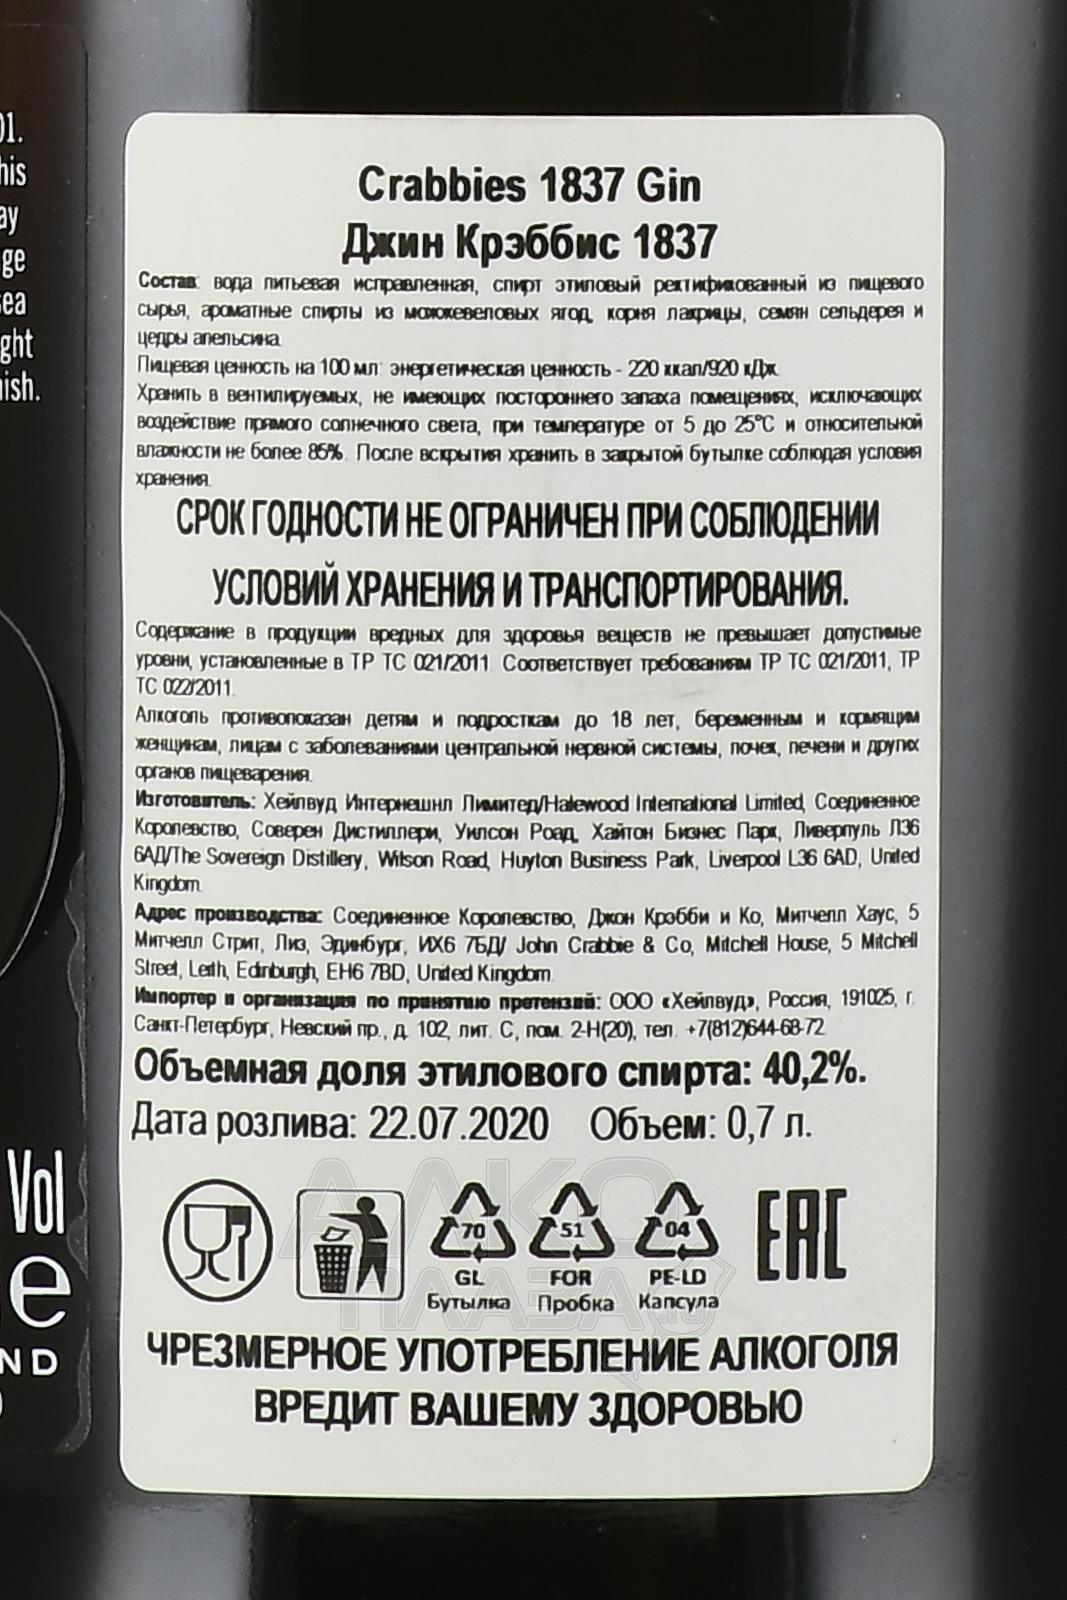 01.
his
ay
ge
sea
ght
nish.
Vol
e
ND
Crabbies 1837 Gin
Джин Крэббис 1837
Состав: вода питьевая исправленная, спирт этиловый ректификованный из пищевого
сырья, ароматные спирты из можжевеловых ягод, корня лакрицы, семян сельдерея и
цедры апельсина.
Пищевая ценность на 100 мл: энергетическая ценность - 220 ккал/920 кДж.
Хранить в вентилируемых, не имеющих постороннего запаха помещениях, исключающих
воздействие прямого солнечного света, при температуре от 5 до 25°С и относительной
влажности не более 85%. После вскрытия хранить в закрытой бутылке соблюдая условия
хранения.
СРОК ГОДНОСТИ НЕ ОГРАНИЧЕН ПРИ СОБЛЮДЕНИИ
УСЛОВИЙ ХРАНЕНИЯ И ТРАНСПОРТИРОВАНИЯ.
Содержание в продукции вредных для здоровья веществ не превышает допустимые
уровни, установленные в ТР ТС 021/2011. Соответствует требованиям ТР ТС 021/2011, ТР
ТС 022/2011.
Алкоголь противопоказан детям и подросткам до 18 лет, беременным и кормящим
женщинам, лицам с заболеваниями центральной нервной системы, почек, печени и других
органов пищеварения.
Изготовитель: Хейлвуд Интернешнл Лимитед/Halewood International Limited, Соединенное
Королевство, Соверен Дистиллери, Уилсон Роад, Хайтон Бизнес Парк, Ливерпуль Л36
6АД/The Sovereign Distillery, Wilson Road, Huyton Business Park, Liverpool L36 6AD, United
Kingdom.
Адрес производства: Соединенное Королевство, Джон Крэбби и Ко, Митчелл Хаус, 5
Митчелл Стрит, Лиз, Эдинбург, ИХ6 7БД/ John Crabbie & Co, Mitchell House, 5 Mitchell
Street, Leith, Edinburgh, EH6 7BD, United Kingdom.
Импортер и организация по принятию претензий: ООО «Хейлвуд», Россия, 191025, г.
Санкт-Петербург, Невский пр., д. 102, лит. С, пом. 2-Н(20), тел. +7(812)644-68-72
Объемная доля этилового спирта: 40,2%.
Дата розлива: 22.07.2020 Объем: 0,7 л.
70 51 04 EAC
GL FOR PE-LD
Бутылка Пробка Капсула
АЛКО
ПЛАЗА.ru
ЧРЕЗМЕРНОЕ УПОТРЕБЛЕНИЕ АЛКОГОЛЯ
ВРЕДИТ ВАШЕМУ ЗДОРОВЬЮ